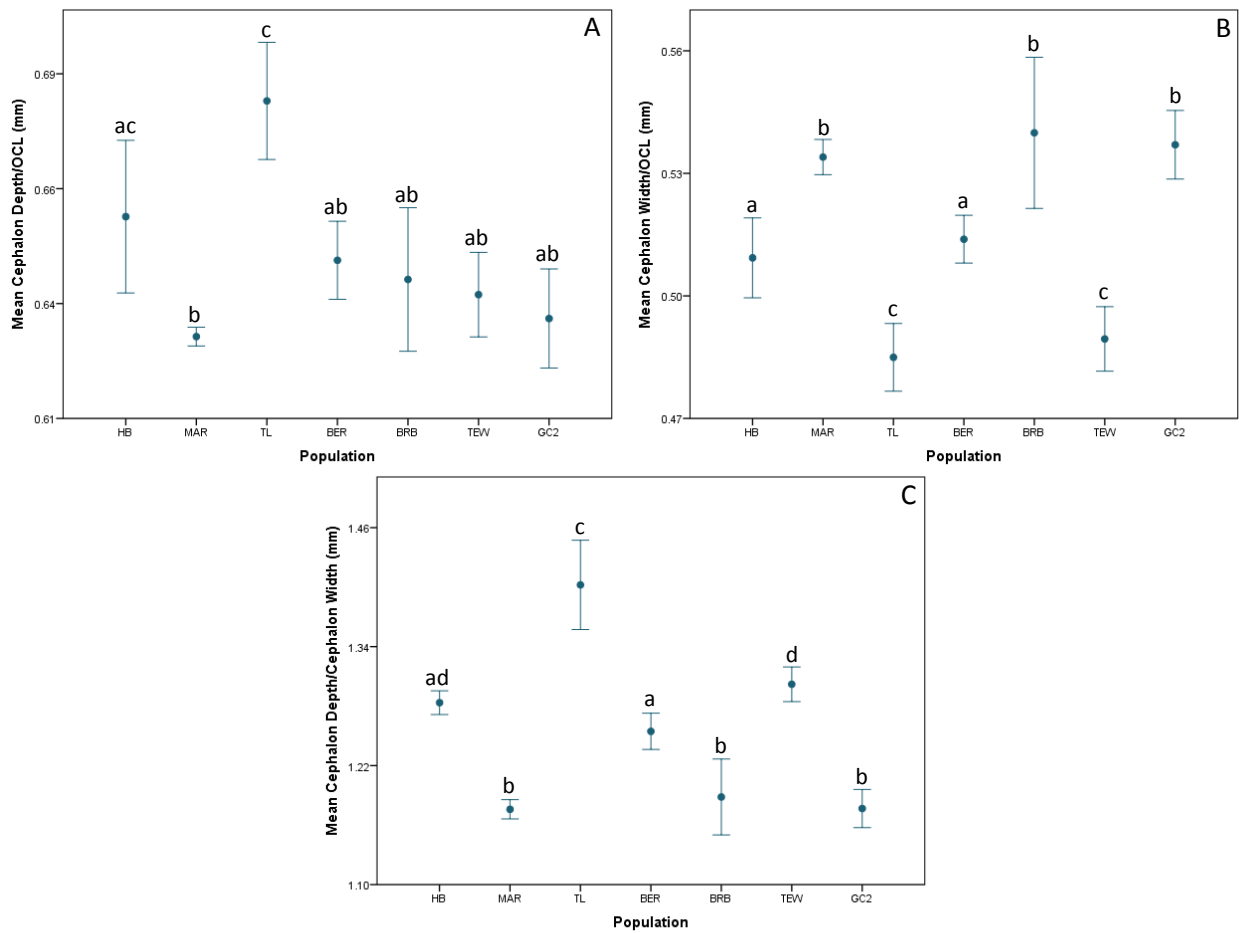 A
Mean Cephalon Depth/OCL (mm)
0.69
0.66
0.64
0.61
ac
b
c
ab
ab
ab
ab
HB MAR TL BER BRB TEW GC2
Population
B
Mean Cephalon Width/OCL (mm)
0.56
0.53
0.50
0.47
a
b
c
a
b
c
b
HB MAR TL BER BRB TEW GC2
Population
C
Mean Cephalon Depth/Cephalon Width (mm)
1.46
1.34
1.22
1.10
ad
b
c
a
b
d
b
HB MAR TL BER BRB TEW GC2
Population